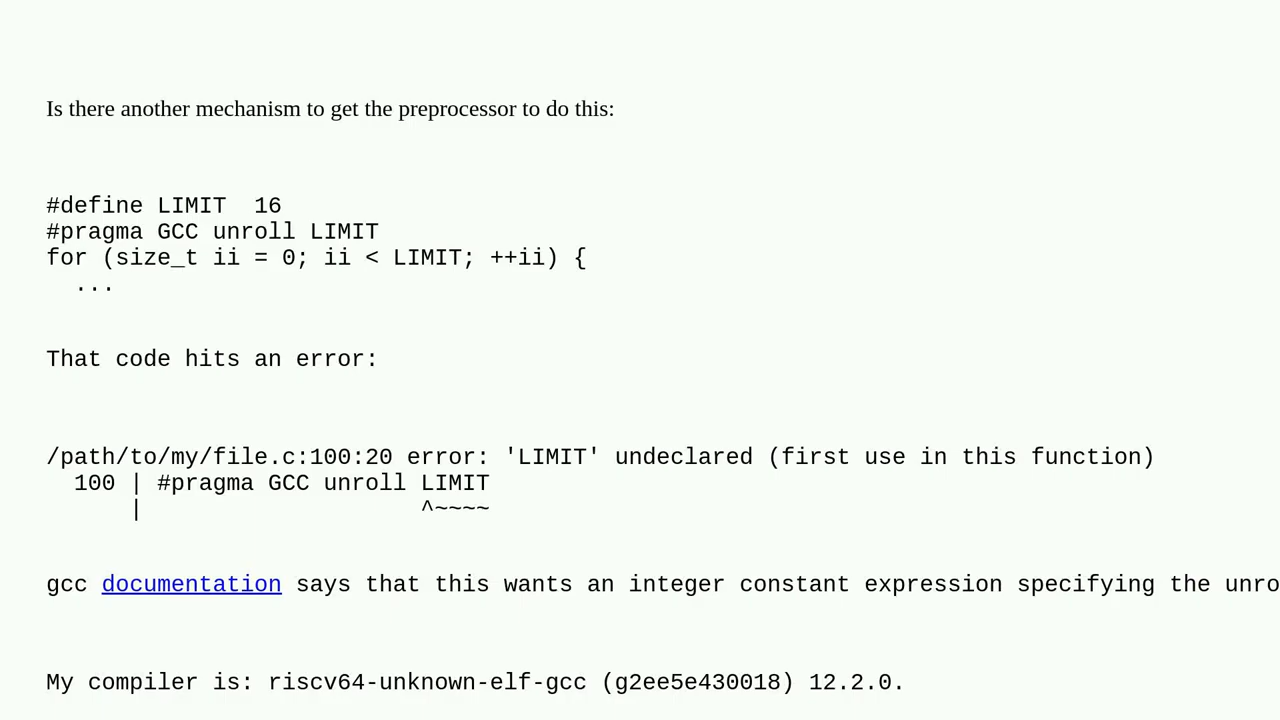 Is there another mechanism to get the preprocessor to do this:
#define LIMIT  16
#pragma GCC unroll LIMIT
for (size_t ii = 0; ii < LIMIT; ++ii) {
  ...
That code hits an error:
/path/to/my/file.c:100:20 error: 'LIMIT' undeclared (first use in this function)
  100 | #pragma GCC unroll LIMIT
      |                    ^~~~~
gcc documentation says that this wants an integer constant expression specifying the
My compiler is: riscv64-unknown-elf-gcc (g2ee5e430018) 12.2.0.